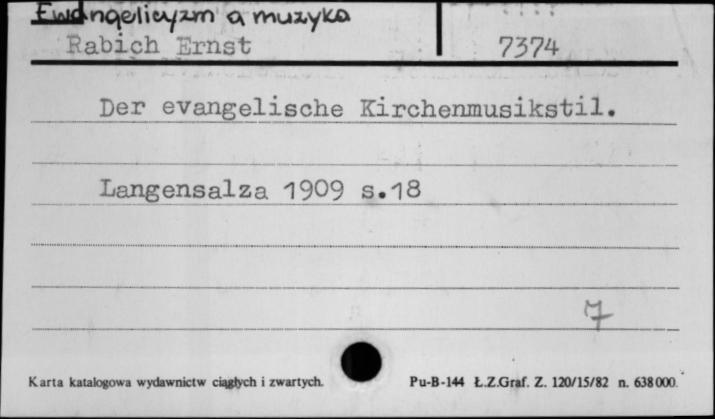 Ewangelicyzm a muzyka
Rabich Ernst 7374
Der evangelische Kirchenmusikstil.
Langensalza 1909 s.18
7
Karta katalogowa wydawnictw ciągłych i zwartych. Pu-B-144 Ł.Z.Graf. Z. 120/15/82 n. 638000.